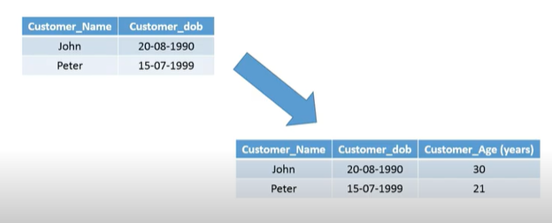 Customer_Name Customer_dob
John 20-08-1990
Peter 15-07-1999
Customer_Name Customer_dob Customer_Age (years)
John 20-08-1990 30
Peter 15-07-1999 21